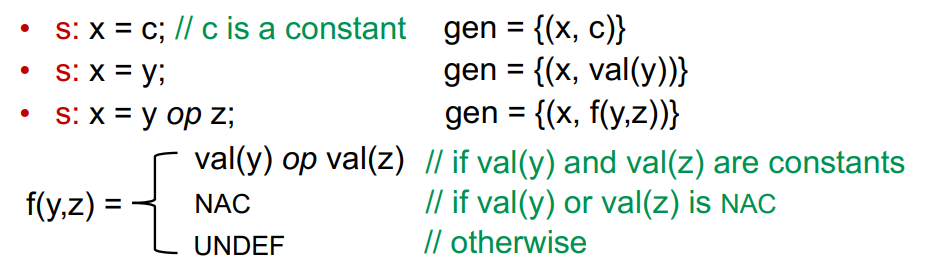 • s: x = c; // c is a constant gen = {(x, c)}
• s: x = y; gen = {(x, val(y))}
• s: x = y op z; gen = {(x, f(y,z))}
val(y) op val(z) // if val(y) and val(z) are constants
f(y,z) = NAC // if val(y) or val(z) is NAC
UNDEF // otherwise